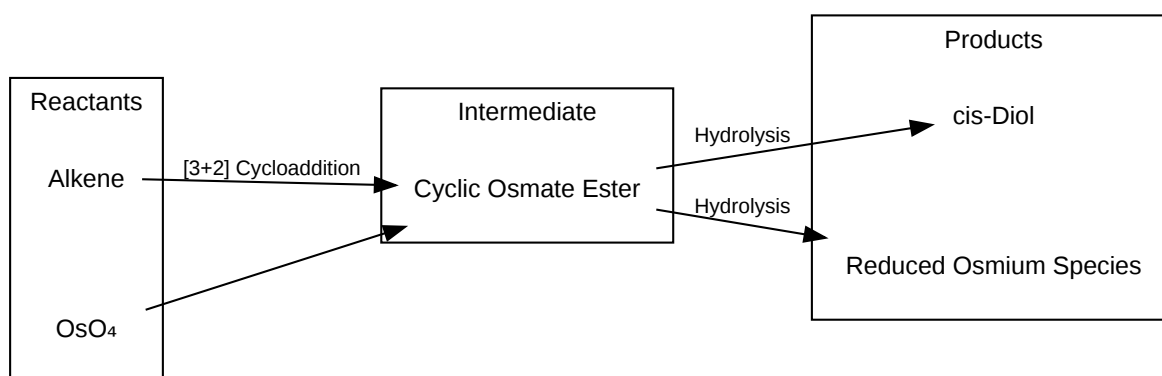 Reactants
Alkene
OsO₄
[3+2] Cycloaddition
Intermediate
Cyclic Osmate Ester
Hydrolysis
Hydrolysis
Products
cis-Diol
Reduced Osmium Species